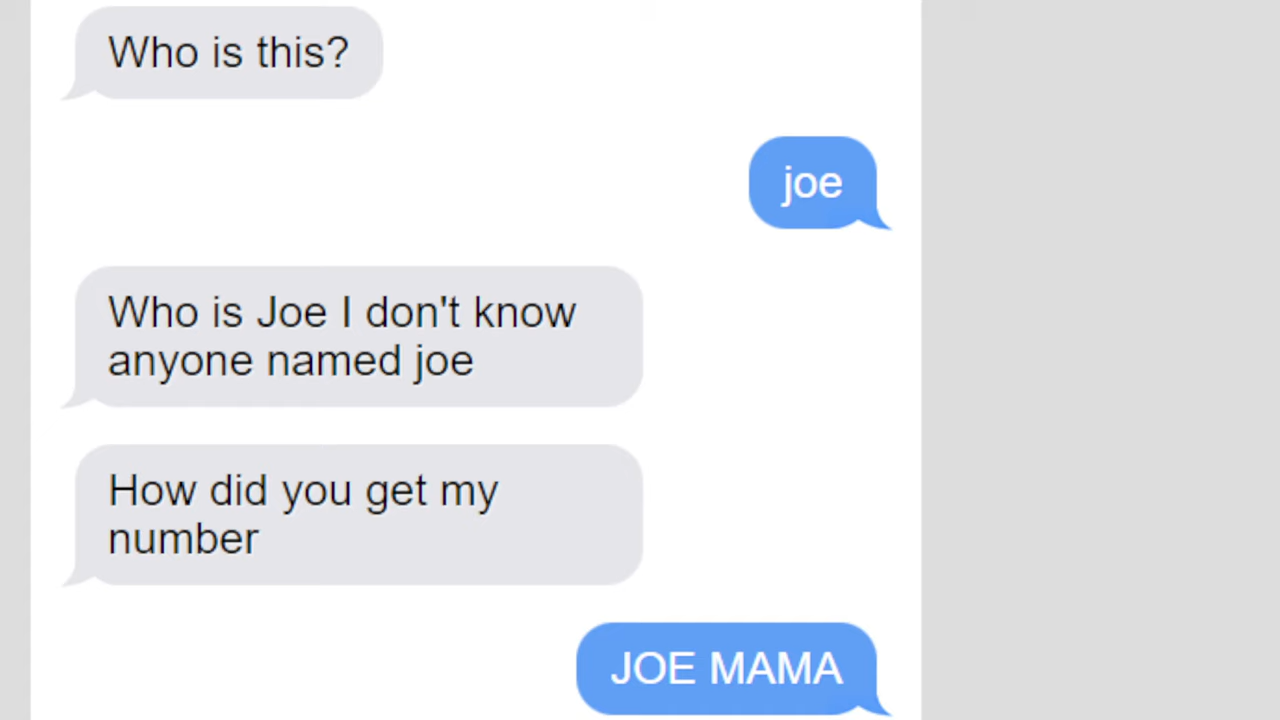 Who is this?
joe
Who is Joe I don't know
anyone named joe
How did you get my
number
JOE MAMA